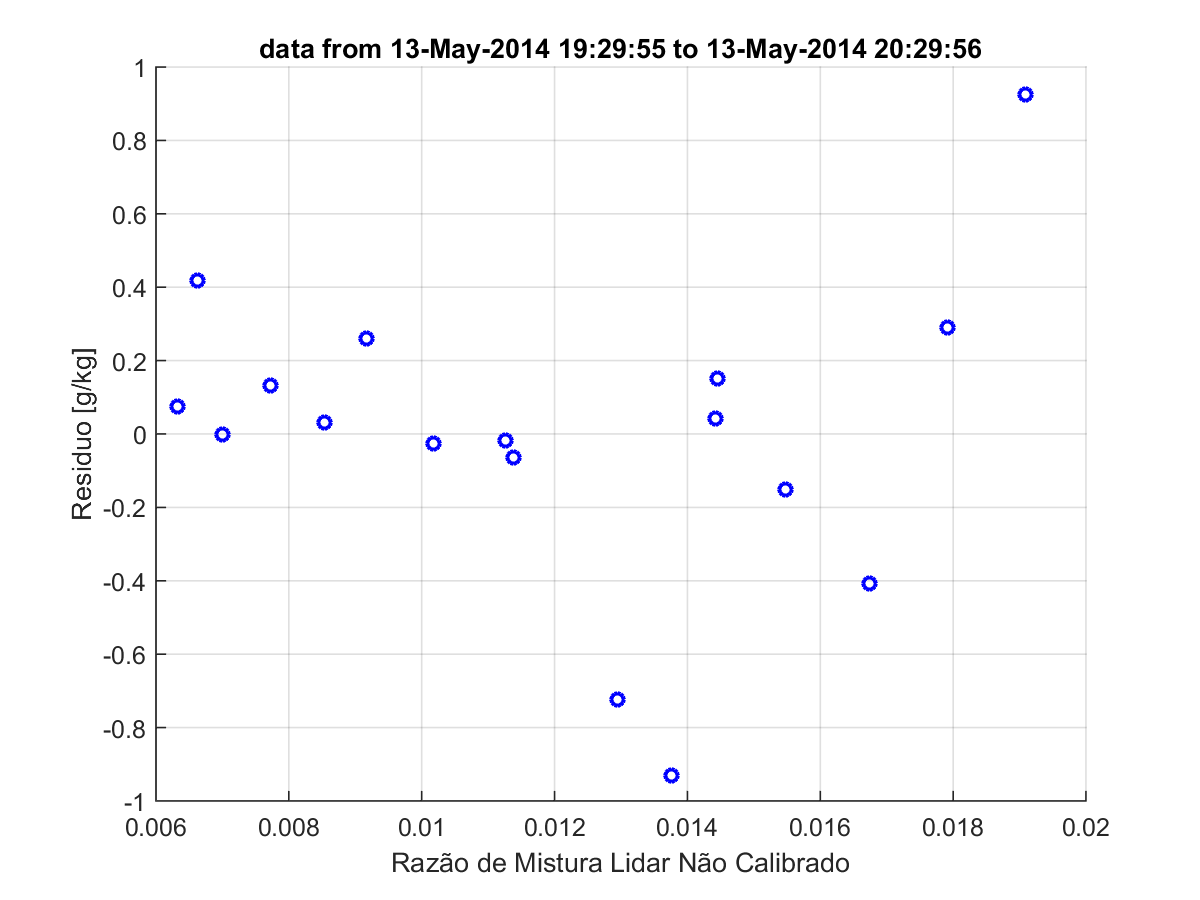 data from 13-May-2014 19:29:55 to 13-May-2014 20:29:56
1
0.8
0.6
0.4
0.2
0
-0.2
-0.4
-0.6
-0.8
-1
Residuo [g/kg]
0.006 0.008 0.01 0.012 0.014 0.016 0.018 0.02
Razão de Mistura Lidar Não Calibrado